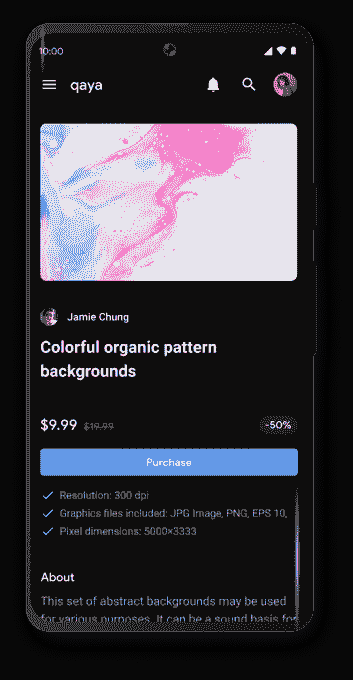 10:00
qaya
Jamie Chung
Colorful organic pattern
backgrounds
$9.99 $19.99 -50%
Purchase
Resolution: 300 dpi
Graphics files included: JPG Image, PNG, EPS 10,
Pixel dimensions: 5000×3333
About
This set of abstract backgrounds may be used
for various purposes. It can be a sound basis for